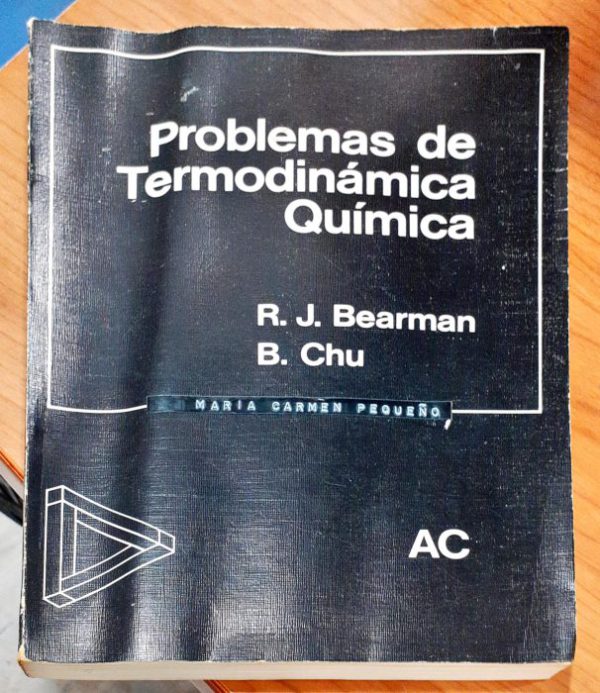 Problemas de
Termodinámica
Química
R. J. Bearman
B. Chu
MARIA CARMEN PEQUEÑO
AC